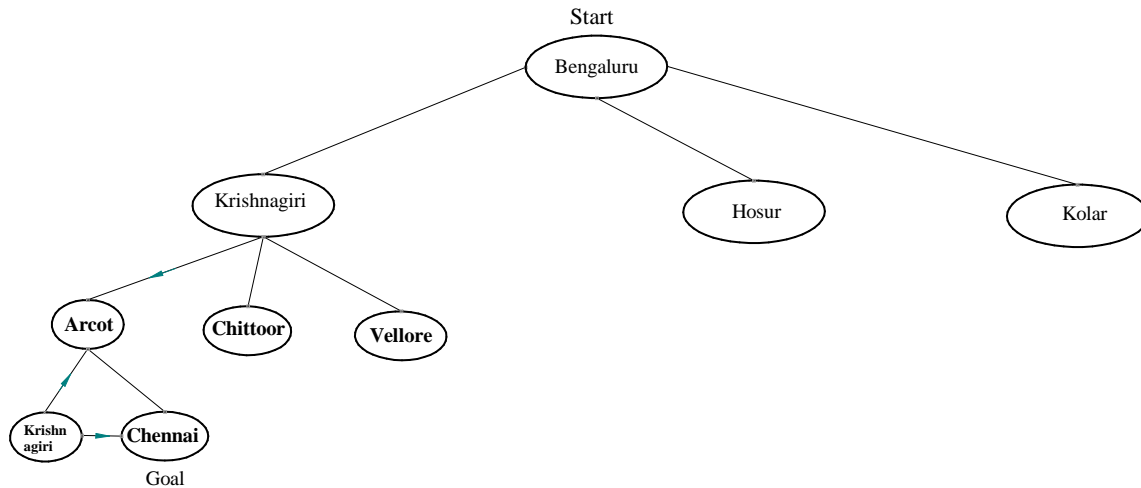 Start
Bengaluru
Krishnagiri
Hosur
Kolar
Arcot
Chittoor
Vellore
Krishn
agiri
Chennai
Goal